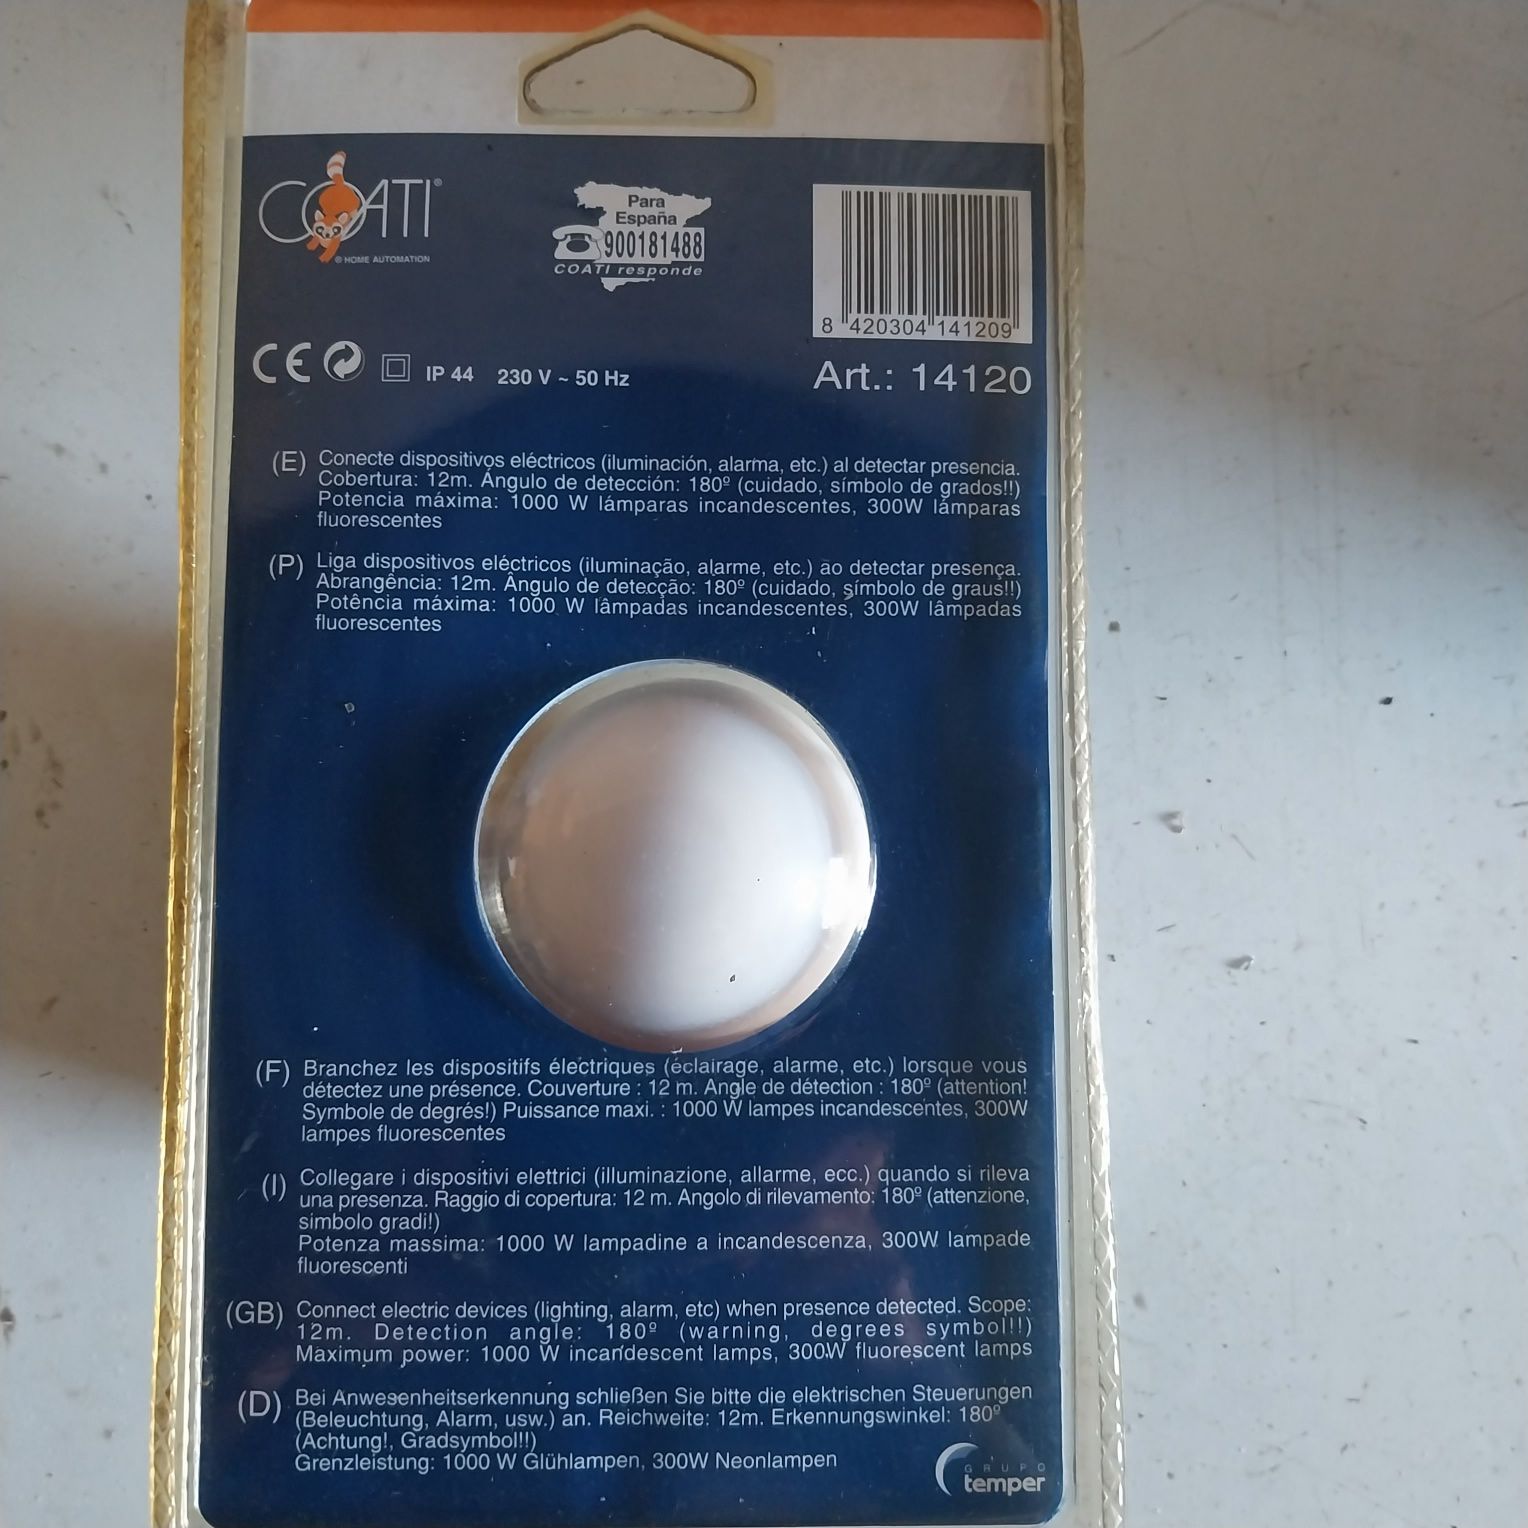 COATI®
® HOME AUTOMATION
Para
España
900181488
COATI responde
8 420304 141209
CE IP 44 230 V ~ 50 Hz
Art.: 14120
(E) Conecte dispositivos eléctricos (iluminación, alarma, etc.) al detectar presencia.
Cobertura: 12m. Ángulo de detección: 180º (cuidado, símbolo de grados!!)
Potencia máxima: 1000 W lámparas incandescentes, 300W lámparas
fluorescentes
(P) Liga dispositivos eléctricos (iluminação, alarme, etc.) ao detectar presença.
Abrangência: 12m. Ângulo de detecção: 180º (cuidado, símbolo de graus!!)
Potência máxima: 1000 W lâmpadas incandescentes, 300W lâmpadas
fluorescentes
(F) Branchez les dispositifs électriques (éclairage, alarme, etc.) lorsque vous
détectez une présence. Couverture : 12 m. Angle de détection : 180º (attention!
Symbole de degrés!) Puissance maxi. : 1000 W lampes incandescentes, 300W
lampes fluorescentes
(I) Collegare i dispositivi elettrici (illuminazione, allarme, ecc.) quando si rileva
una presenza. Raggio di copertura: 12 m. Angolo di rilevamento: 180º (attenzione,
simbolo gradi!)
Potenza massima: 1000 W lampadine a incandescenza, 300W lampade
fluorescenti
(GB) Connect electric devices (lighting, alarm, etc) when presence detected. Scope:
12m. Detection angle: 180º (warning, degrees symbol!!)
Maximum power: 1000 W incandescent lamps, 300W fluorescent lamps
(D) Bei Anwesenheitserkennung schließen Sie bitte die elektrischen Steuerungen
(Beleuchtung, Alarm, usw.) an. Reichweite: 12m. Erkennungswinkel: 180º
(Achtung!, Gradsymbol!!)
Grenzleistung: 1000 W Glühlampen, 300W Neonlampen
GRUPO
temper